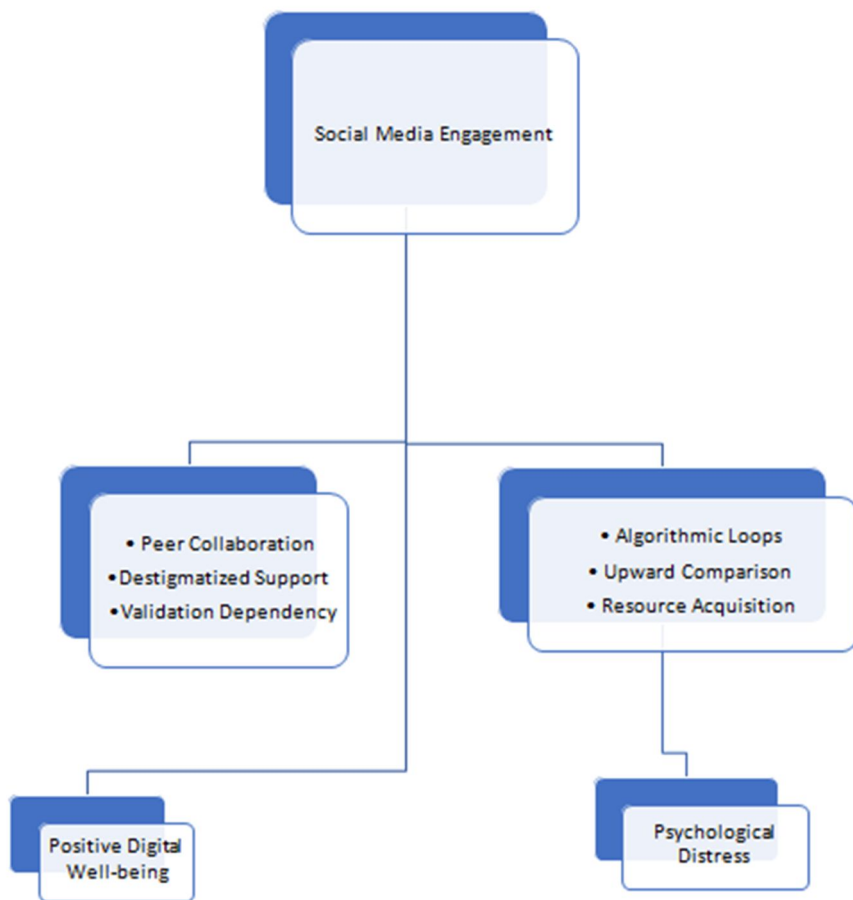 Social Media Engagement
• Peer Collaboration
• Destigmatized Support
• Validation Dependency
• Algorithmic Loops
• Upward Comparison
• Resource Acquisition
Positive Digital
Well-being
Psychological
Distress